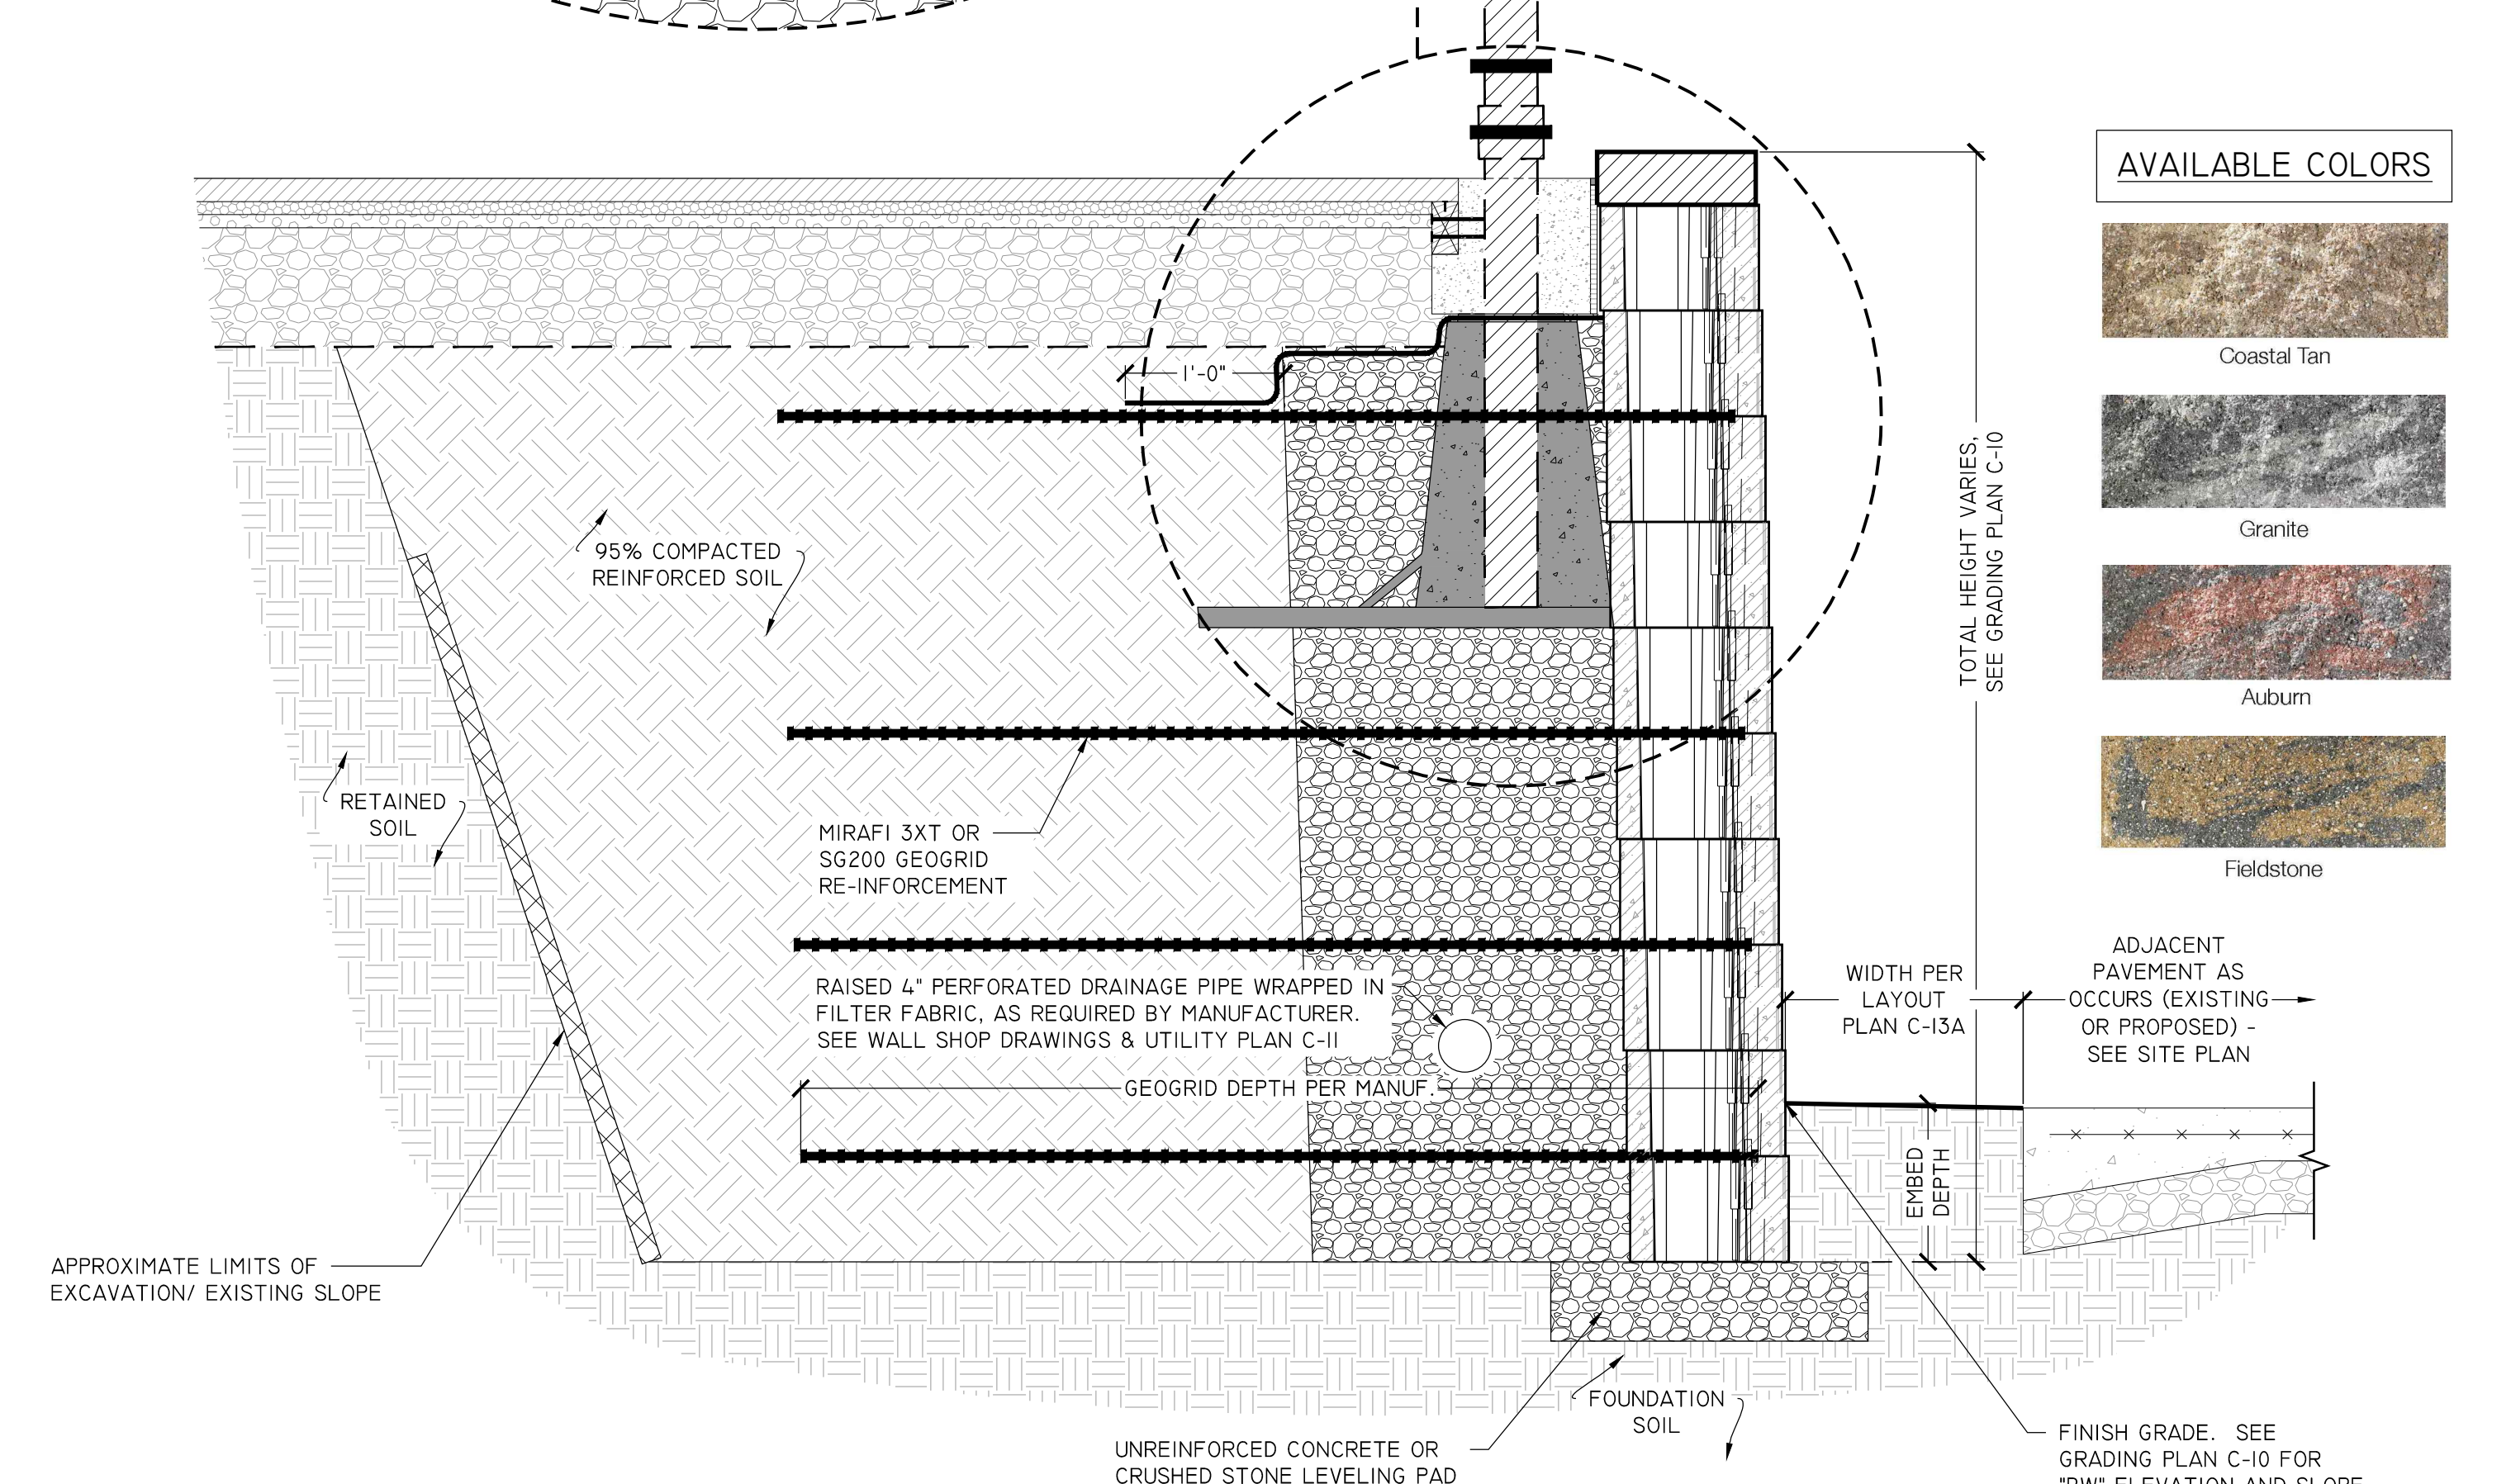 AVAILABLE COLORS
Coastal Tan
Granite
Auburn
Fieldstone
1'-0"
95% COMPACTED
REINFORCED SOIL
TOTAL HEIGHT VARIES,
SEE GRADING PLAN C-10
RETAINED
SOIL
MIRAFI 3XT OR
SG200 GEOGRID
RE-INFORCEMENT
RAISED 4" PERFORATED DRAINAGE PIPE WRAPPED IN
FILTER FABRIC, AS REQUIRED BY MANUFACTURER.
SEE WALL SHOP DRAWINGS & UTILITY PLAN C-11
WIDTH PER
LAYOUT
PLAN C-13A
ADJACENT
PAVEMENT AS
OCCURS (EXISTING
OR PROPOSED) -
SEE SITE PLAN
GEOGRID DEPTH PER MANUF.
EMBED
DEPTH
APPROXIMATE LIMITS OF
EXCAVATION/ EXISTING SLOPE
FOUNDATION
SOIL
UNREINFORCED CONCRETE OR
CRUSHED STONE LEVELING PAD
FINISH GRADE. SEE
GRADING PLAN C-10 FOR
ELEVATION AND SLOPE